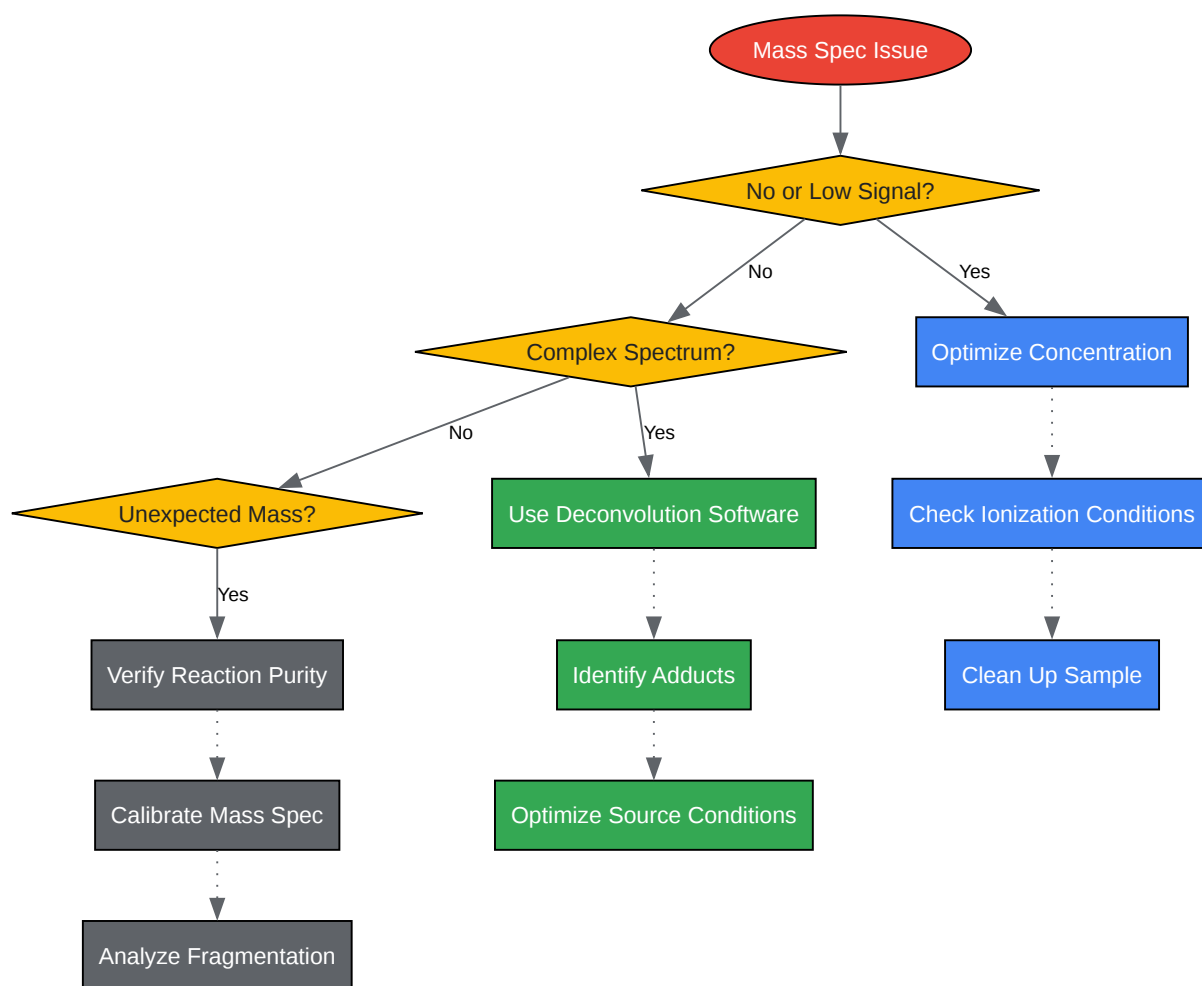 Mass Spec Issue
No or Low Signal?
No
Yes
Complex Spectrum?
Optimize Concentration
No
Yes
Unexpected Mass?
Use Deconvolution Software
Check Ionization Conditions
Yes
Verify Reaction Purity
Identify Adducts
Clean Up Sample
Calibrate Mass Spec
Optimize Source Conditions
Analyze Fragmentation